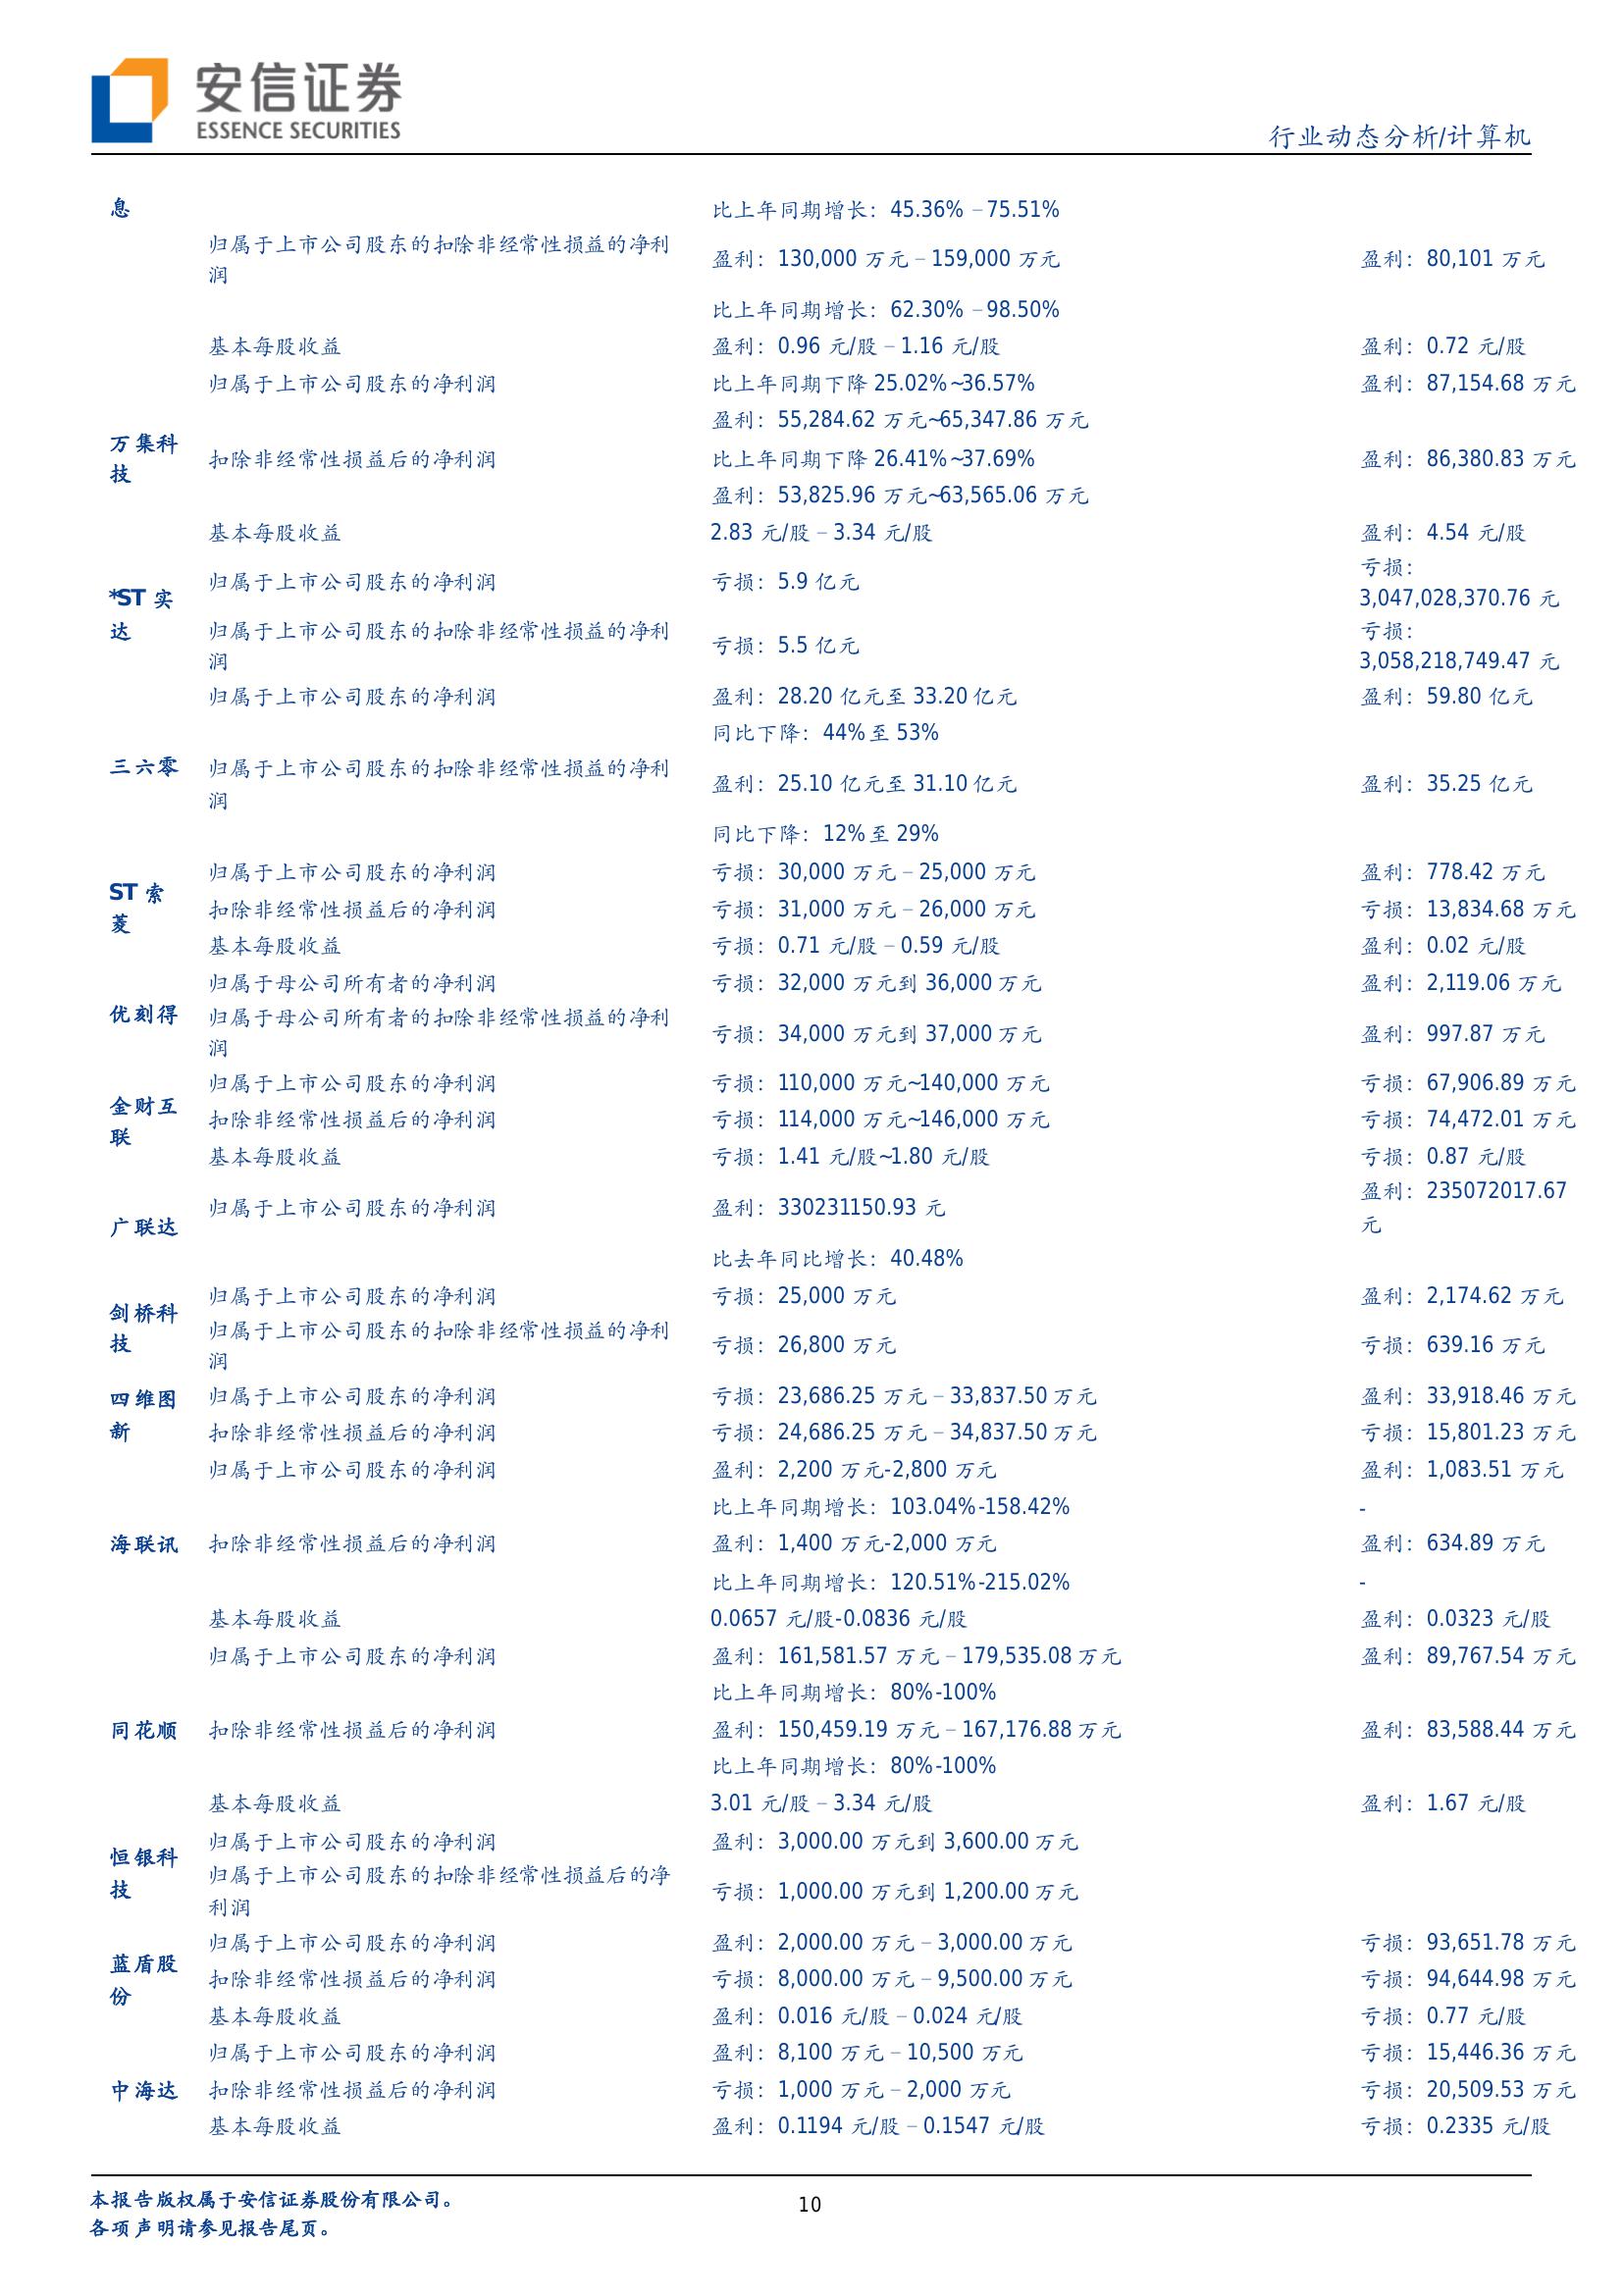 安信证券
ESSENCE SECURITIES
行业动态分析/计算机
息 比上年同期增长：45.36% – 75.51%
归属于上市公司股东的扣除非经常性损益的净利
润 盈利：130,000 万元 – 159,000 万元 盈利：80,101 万元
比上年同期增长：62.30% – 98.50%
基本每股收益 盈利：0.96 元/股 – 1.16 元/股 盈利：0.72 元/股
归属于上市公司股东的净利润 比上年同期下降 25.02%~36.57% 盈利：87,154.68 万元
盈利：55,284.62 万元~65,347.86 万元
万集科
技 扣除非经常性损益后的净利润 比上年同期下降 26.41%~37.69% 盈利：86,380.83 万元
盈利：53,825.96 万元~63,565.06 万元
基本每股收益 2.83 元/股 – 3.34 元/股 盈利：4.54 元/股
*ST 实
达 归属于上市公司股东的净利润 亏损：5.9 亿元 亏损：
3,047,028,370.76 元
归属于上市公司股东的扣除非经常性损益的净利
润 亏损：5.5 亿元 亏损：
3,058,218,749.47 元
归属于上市公司股东的净利润 盈利：28.20 亿元至 33.20 亿元 盈利：59.80 亿元
同比下降：44% 至 53%
三六零 归属于上市公司股东的扣除非经常性损益的净利
润 盈利：25.10 亿元至 31.10 亿元 盈利：35.25 亿元
同比下降：12% 至 29%
ST 索
菱 归属于上市公司股东的净利润 亏损：30,000 万元 – 25,000 万元 盈利：778.42 万元
扣除非经常性损益后的净利润 亏损：31,000 万元 – 26,000 万元 亏损：13,834.68 万元
基本每股收益 亏损：0.71 元/股 – 0.59 元/股 盈利：0.02 元/股
归属于母公司所有者的净利润 亏损：32,000 万元到 36,000 万元 盈利：2,119.06 万元
优刻得 归属于母公司所有者的扣除非经常性损益的净利
润 亏损：34,000 万元到 37,000 万元 盈利：997.87 万元
金财互
联 归属于上市公司股东的净利润 亏损：110,000 万元~140,000 万元 亏损：67,906.89 万元
扣除非经常性损益后的净利润 亏损：114,000 万元~146,000 万元 亏损：74,472.01 万元
基本每股收益 亏损：1.41 元/股~1.80 元/股 亏损：0.87 元/股
广联达 归属于上市公司股东的净利润 盈利：330231150.93 元 盈利：235072017.67
元
比去年同比增长：40.48%
剑桥科
技 归属于上市公司股东的净利润 亏损：25,000 万元 盈利：2,174.62 万元
归属于上市公司股东的扣除非经常性损益的净利
润 亏损：26,800 万元 亏损：639.16 万元
四维图
新 归属于上市公司股东的净利润 亏损：23,686.25 万元 – 33,837.50 万元 盈利：33,918.46 万元
扣除非经常性损益后的净利润 亏损：24,686.25 万元 – 34,837.50 万元 亏损：15,801.23 万元
归属于上市公司股东的净利润 盈利：2,200 万元-2,800 万元 盈利：1,083.51 万元
比上年同期增长：103.04%-158.42% -
海联讯 扣除非经常性损益后的净利润 盈利：1,400 万元-2,000 万元 盈利：634.89 万元
比上年同期增长：120.51%-215.02% -
基本每股收益 0.0657 元/股-0.0836 元/股 盈利：0.0323 元/股
归属于上市公司股东的净利润 盈利：161,581.57 万元 – 179,535.08 万元 盈利：89,767.54 万元
比上年同期增长：80%-100%
同花顺 扣除非经常性损益后的净利润 盈利：150,459.19 万元 – 167,176.88 万元 盈利：83,588.44 万元
比上年同期增长：80%-100%
基本每股收益 3.01 元/股 – 3.34 元/股 盈利：1.67 元/股
恒银科
技 归属于上市公司股东的净利润 盈利：3,000.00 万元到 3,600.00 万元
归属于上市公司股东的扣除非经常性损益后的净
利润 亏损：1,000.00 万元到 1,200.00 万元
蓝盾股
份 归属于上市公司股东的净利润 盈利：2,000.00 万元 – 3,000.00 万元 亏损：93,651.78 万元
扣除非经常性损益后的净利润 亏损：8,000.00 万元 – 9,500.00 万元 亏损：94,644.98 万元
基本每股收益 盈利：0.016 元/股 – 0.024 元/股 亏损：0.77 元/股
归属于上市公司股东的净利润 盈利：8,100 万元 – 10,500 万元 亏损：15,446.36 万元
中海达 扣除非经常性损益后的净利润 亏损：1,000 万元 – 2,000 万元 亏损：20,509.53 万元
基本每股收益 盈利：0.1194 元/股 – 0.1547 元/股 亏损：0.2335 元/股
本报告版权属于安信证券股份有限公司。
各项声明请参见报告尾页。
10